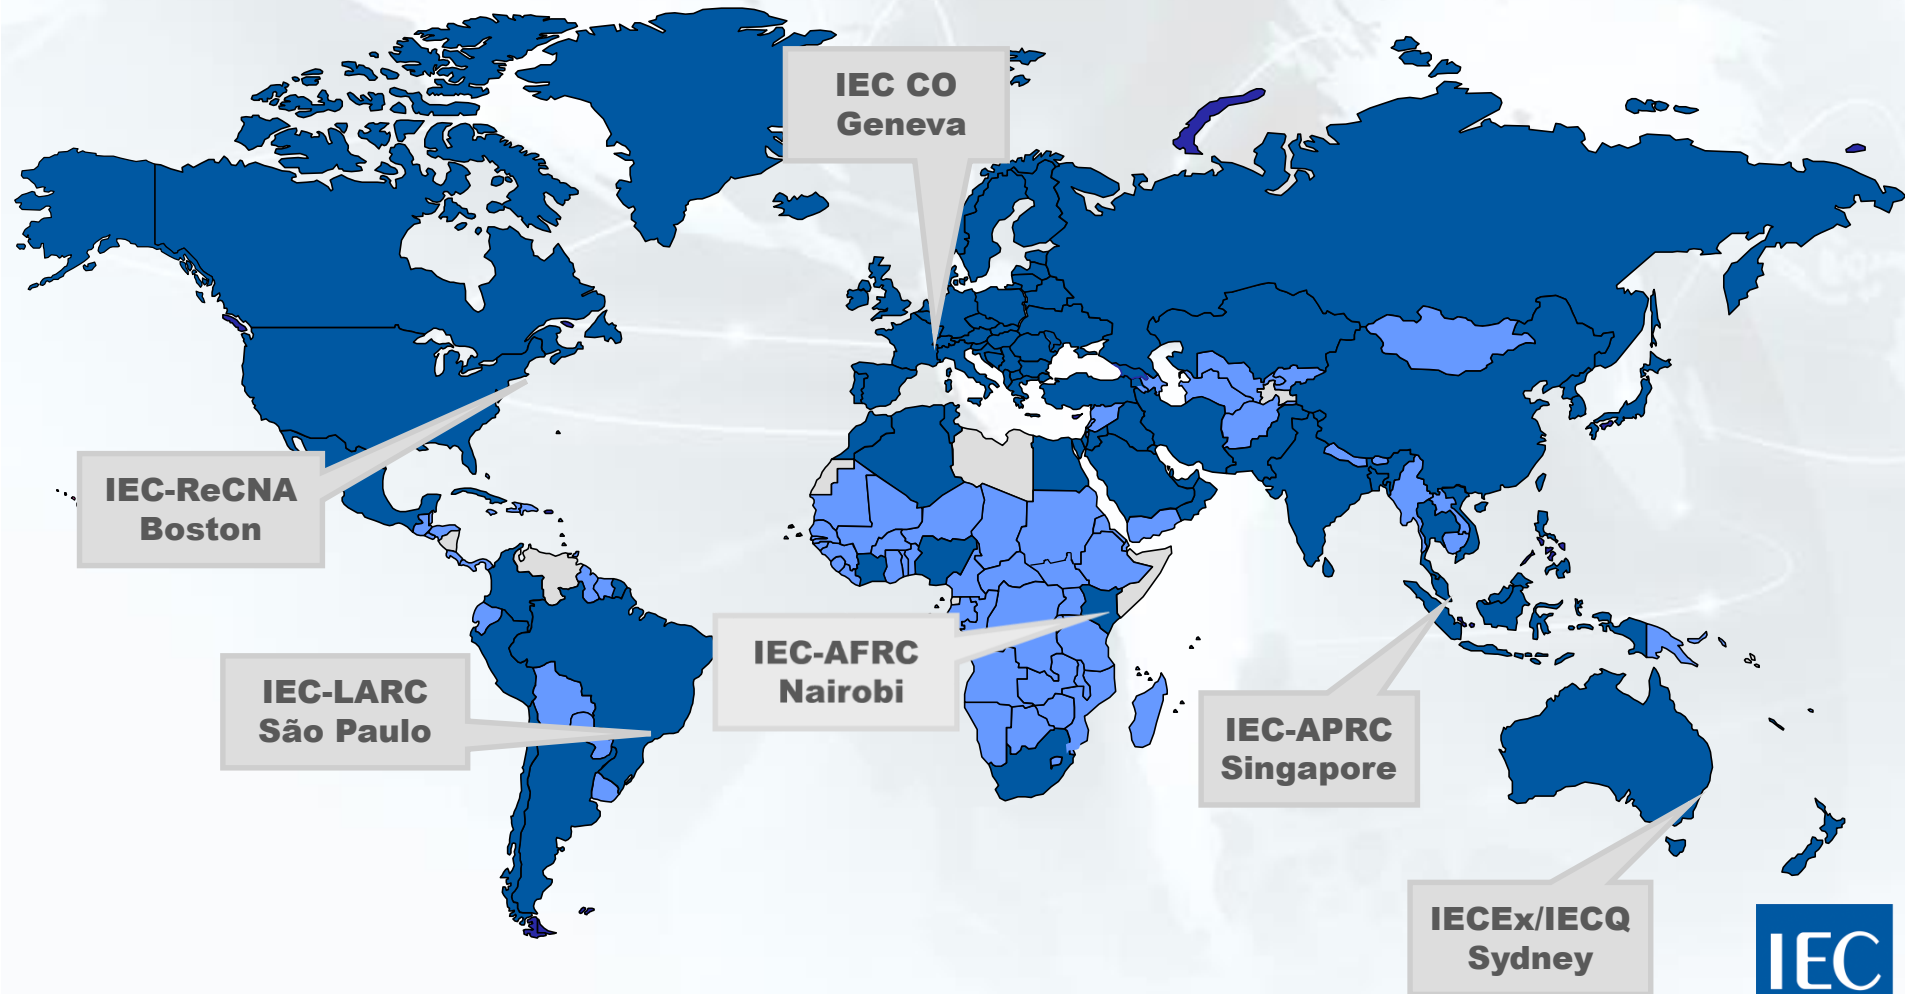 IEC CO
Geneva
IEC-ReCNA
Boston
IEC-AFRC
Nairobi
IEC-LARC
São Paulo
IEC-APRC
Singapore
IECEx/IECQ
Sydney
IEC